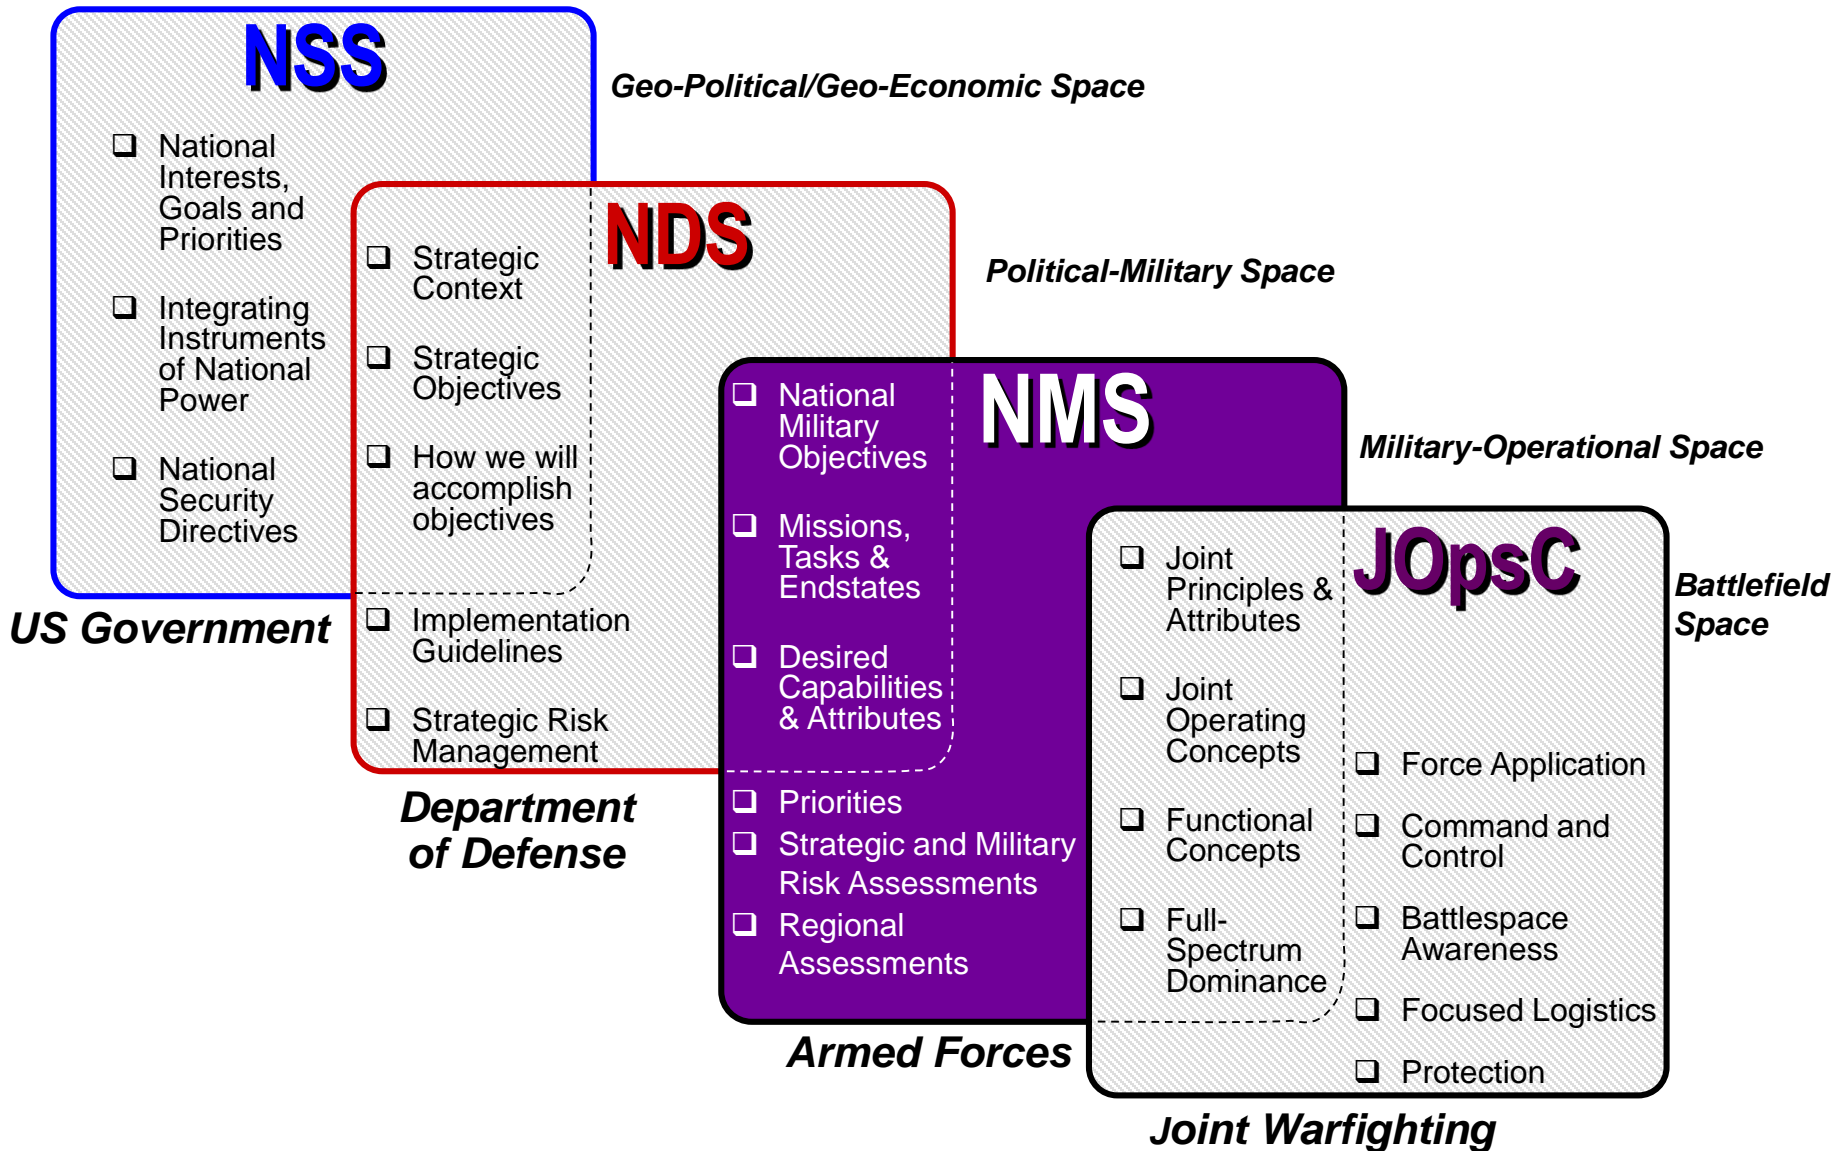 NSS
Geo-Political/Geo-Economic Space
National
Interests,
Goals and
Priorities
Integrating
Instruments
of National
Power
National
Security
Directives
US Government
NDS
Political-Military Space
Strategic
Context
Strategic
Objectives
How we will
accomplish
objectives
Implementation
Guidelines
Strategic Risk
Management
Department
of Defense
NMS
Military-Operational Space
National
Military
Objectives
Missions,
Tasks &
Endstates
Desired
Capabilities
& Attributes
Priorities
Strategic and Military
Risk Assessments
Regional
Assessments
Armed Forces
JOpsC
Battlefield
Space
Joint
Principles &
Attributes
Joint
Operating
Concepts
Functional
Concepts
Full-
Spectrum
Dominance
Force Application
Command and
Control
Battlespace
Awareness
Focused Logistics
Protection
Joint Warfighting